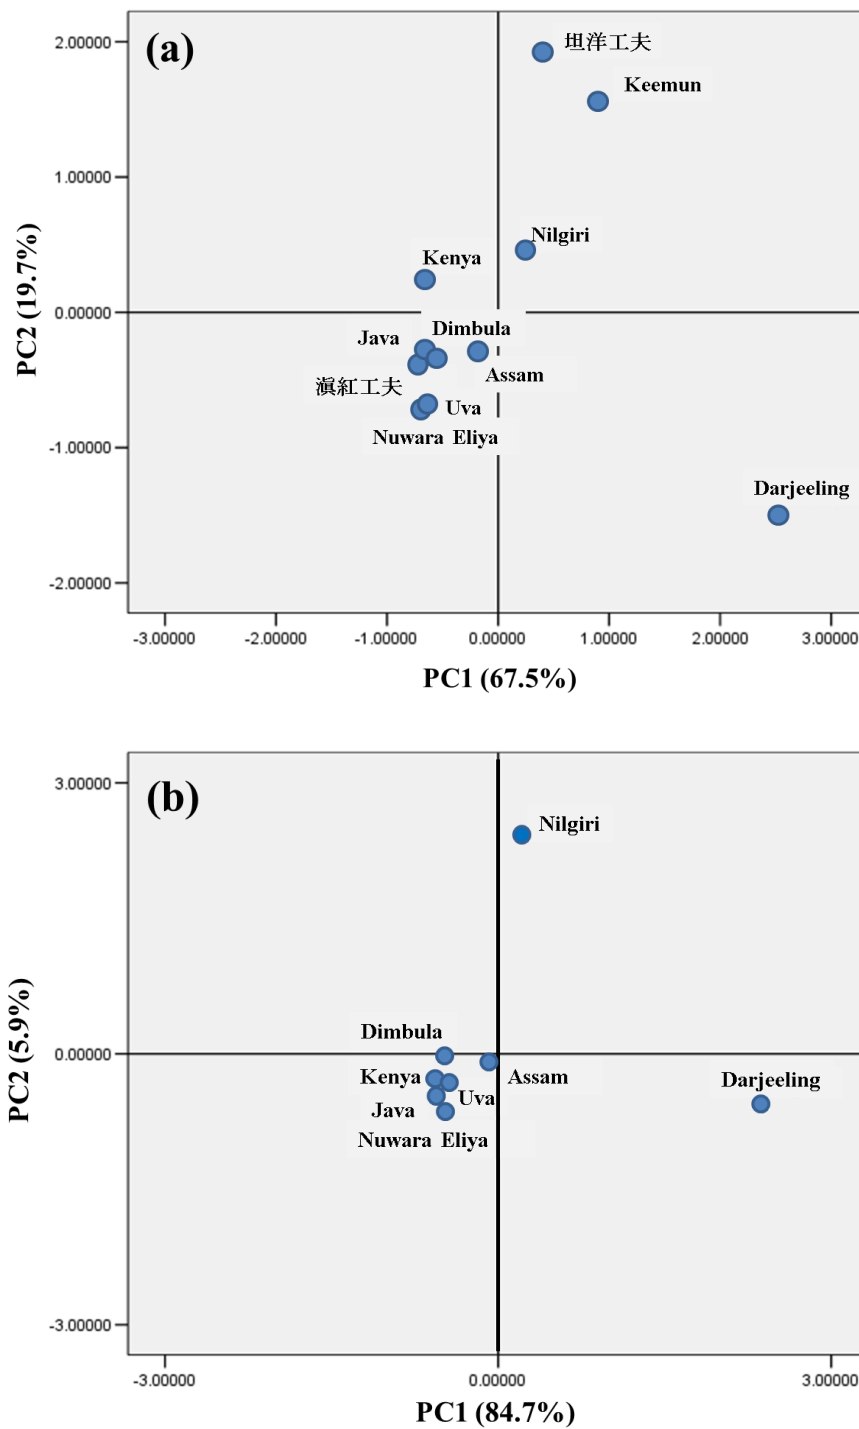 (a)
2.00000
坦洋工夫
Keemun
1.00000
Nilgiri
Kenya
0.00000
Dimbula
Java
Assam
滇紅工夫
Uva
-1.00000
Nuwara Eliya
Darjeeling
-2.00000
PC2 (19.7%)
-3.00000 -2.00000 -1.00000 0.00000 1.00000 2.00000 3.00000
PC1 (67.5%)
(b)
3.00000
Nilgiri
Dimbula
0.00000
Kenya
Assam
Darjeeling
Uva
Java
Nuwara Eliya
-3.00000
PC2 (5.9%)
-3.00000 0.00000 3.00000
PC1 (84.7%)